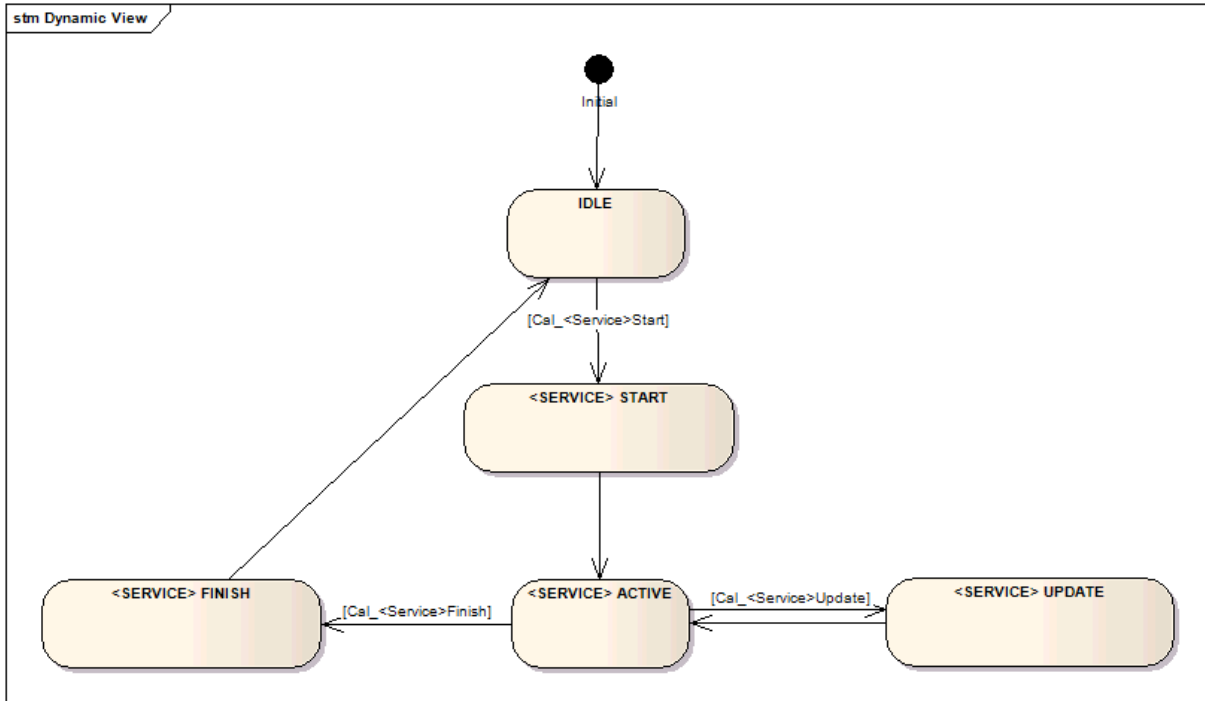 stm Dynamic View
Initial
IDLE
[Cal_<Service>Start]
<SERVICE> START
<SERVICE> FINISH
[Cal_<Service>Finish]
<SERVICE> ACTIVE
[Cal_<Service>Update]
<SERVICE> UPDATE